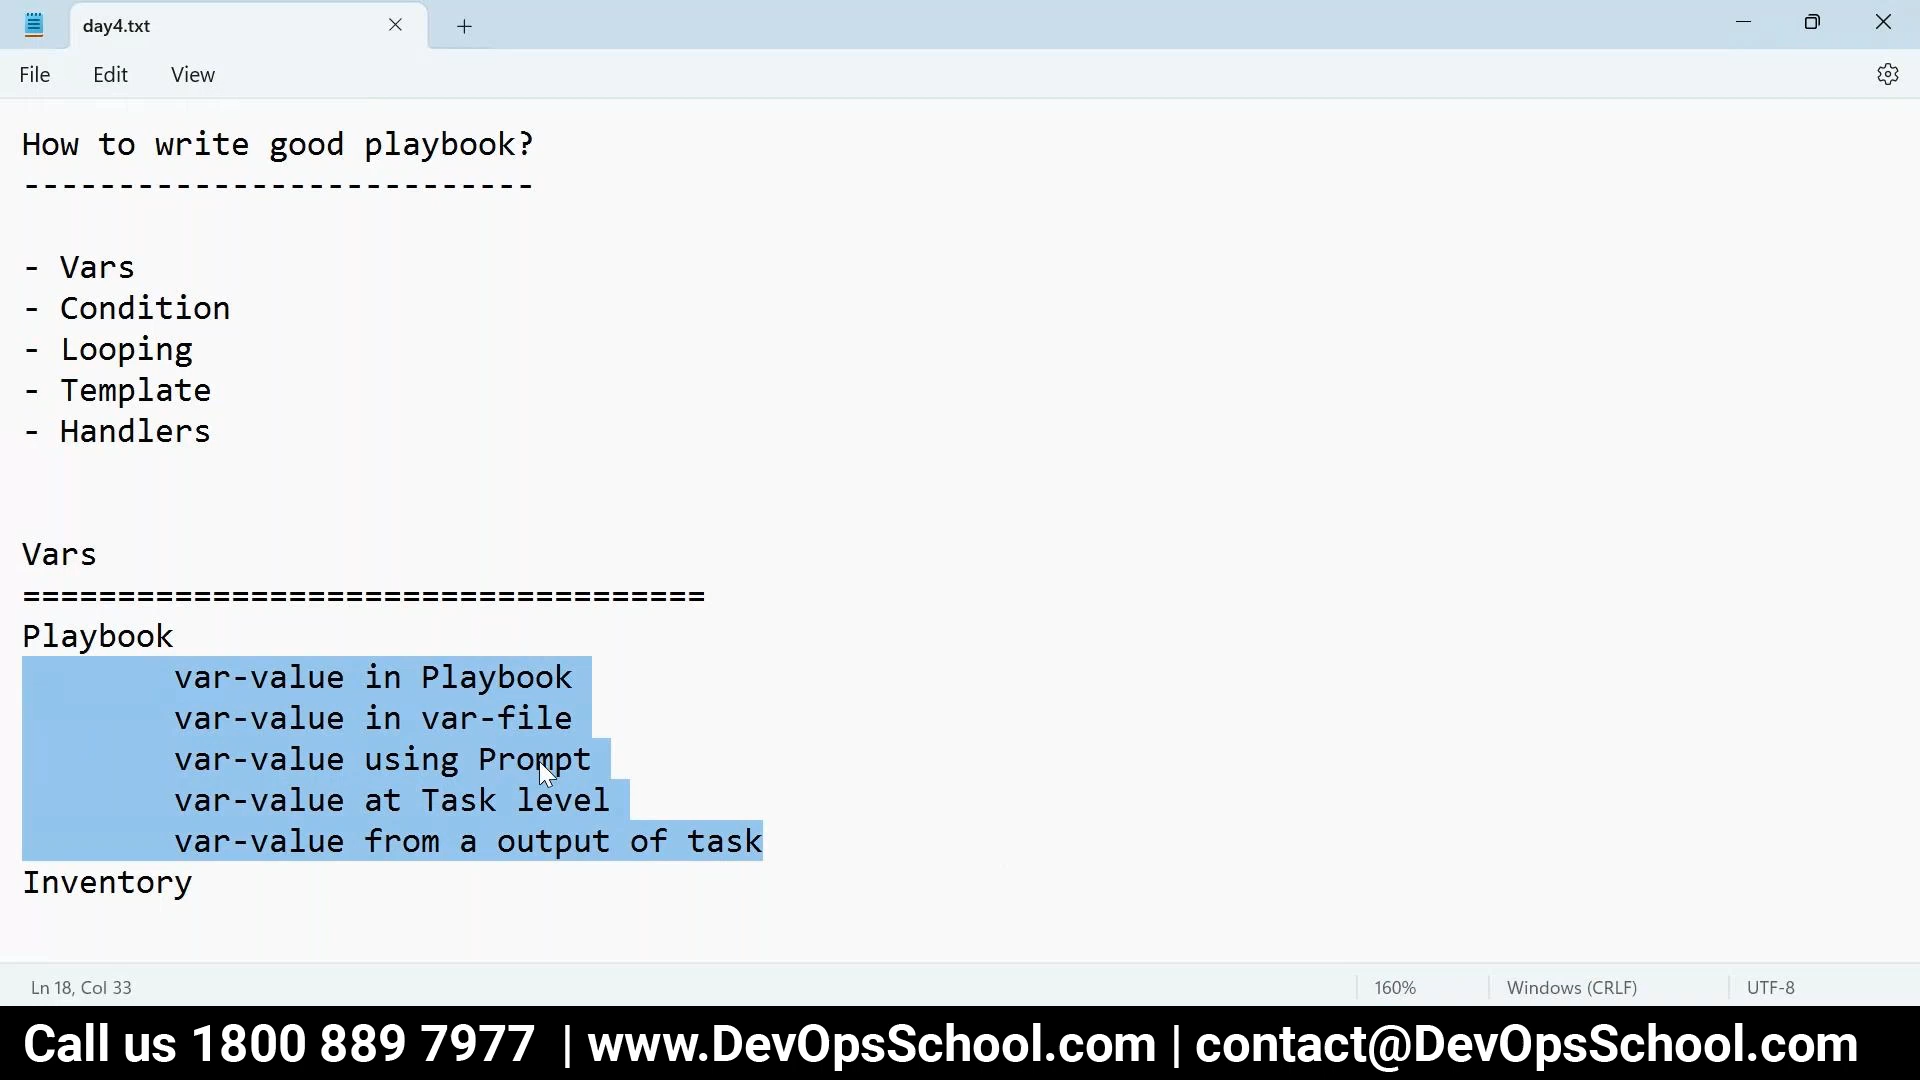 day4.txt
File Edit View
How to write good playbook?
---------------------------
- Vars
- Condition
- Looping
- Template
- Handlers
Vars
====================================
Playbook
var-value in Playbook
var-value in var-file
var-value using Prompt
var-value at Task level
var-value from a output of task
Inventory
Ln 18, Col 33 160% Windows (CRLF) UTF-8
Call us 1800 889 7977 | www.DevOpsSchool.com | contact@DevOpsSchool.com